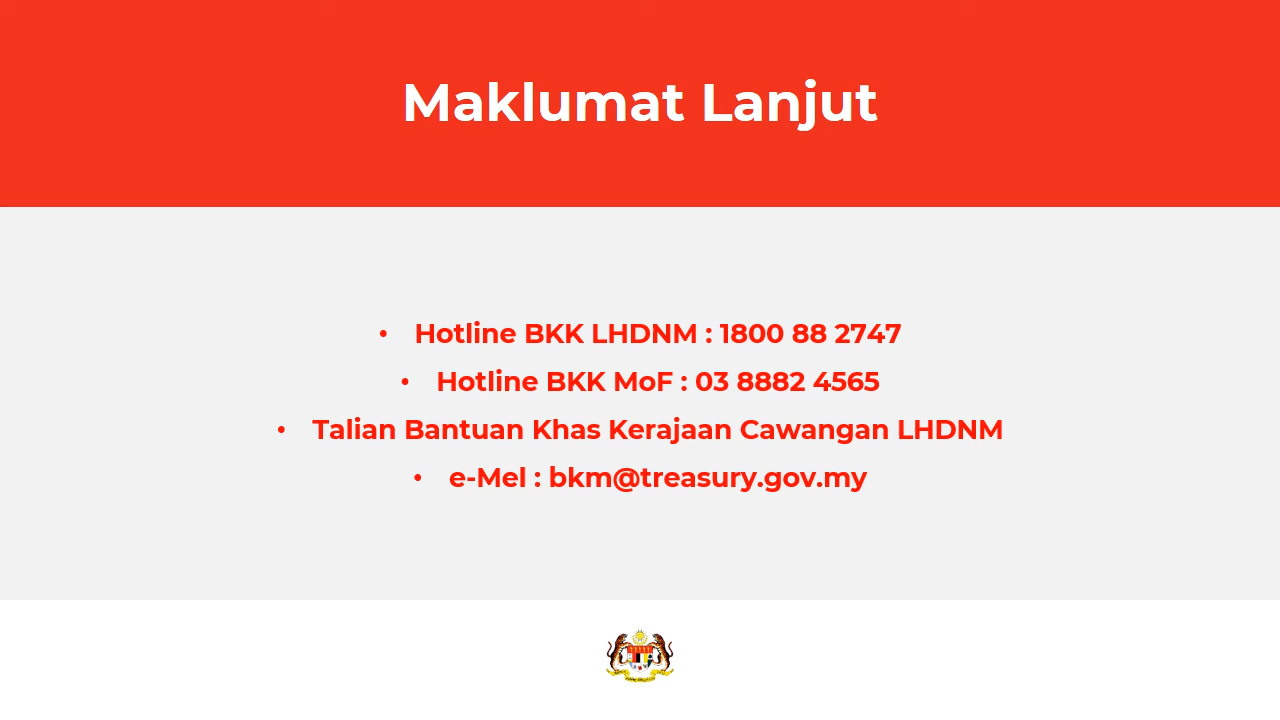 Maklumat Lanjut
• Hotline BKK LHDNM : 1800 88 2747
• Hotline BKK MoF : 03 8882 4565
• Talian Bantuan Khas Kerajaan Cawangan LHDNM
• e-Mel : bkm@treasury.gov.my